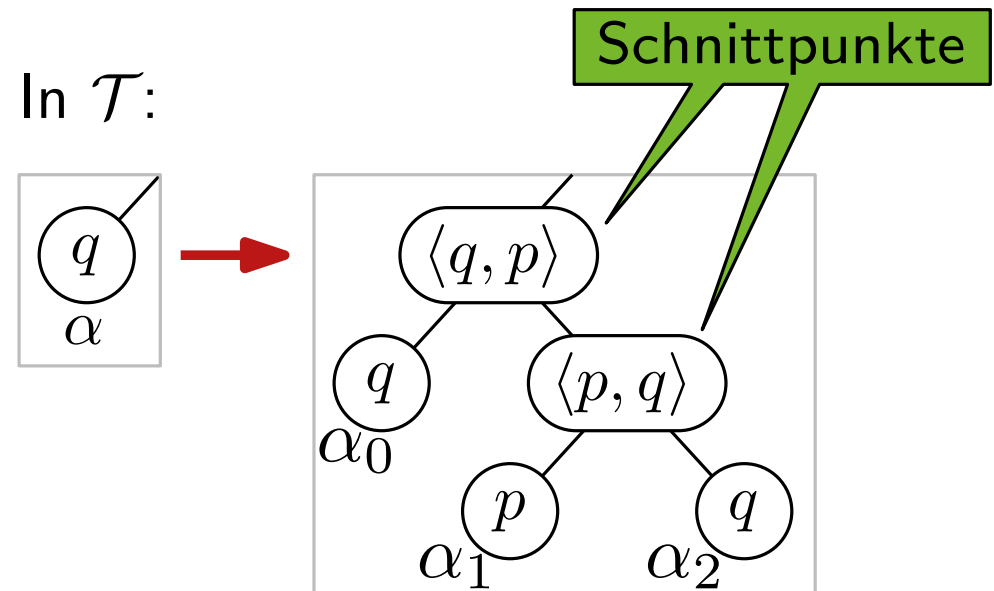 Schnittpunkte
In 𝒯:
q
α
⟨q, p⟩
q
α₀
⟨p, q⟩
p
α₁
q
α₂